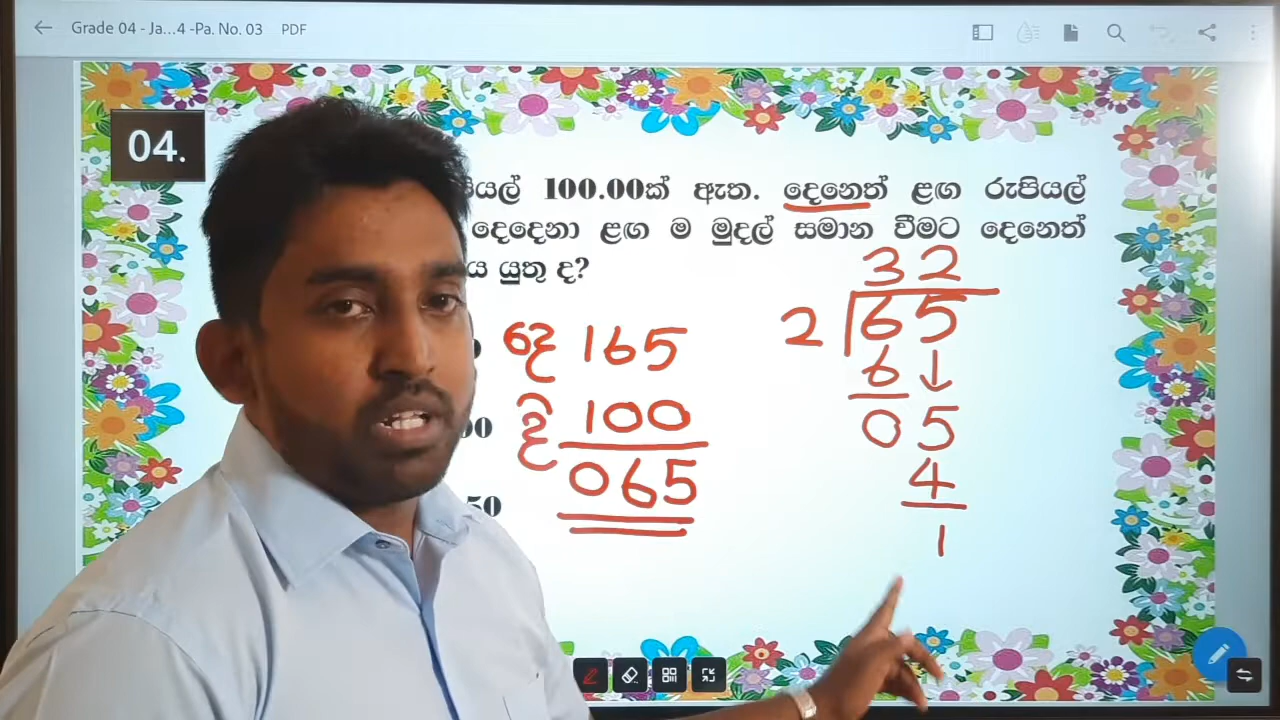 Grade 04 - Ja...4 -Pa. No. 03 PDF
04.
100.00ක් ඇත. දෙනෙත් ළඟ රුපියල්
දෙදෙනා ළඟ ම මුදල් සමාන වීමට දෙනෙත්
යුතු ද?
දෙ 165
දි 100
065
50
32
2 65
6↓
05
4
1